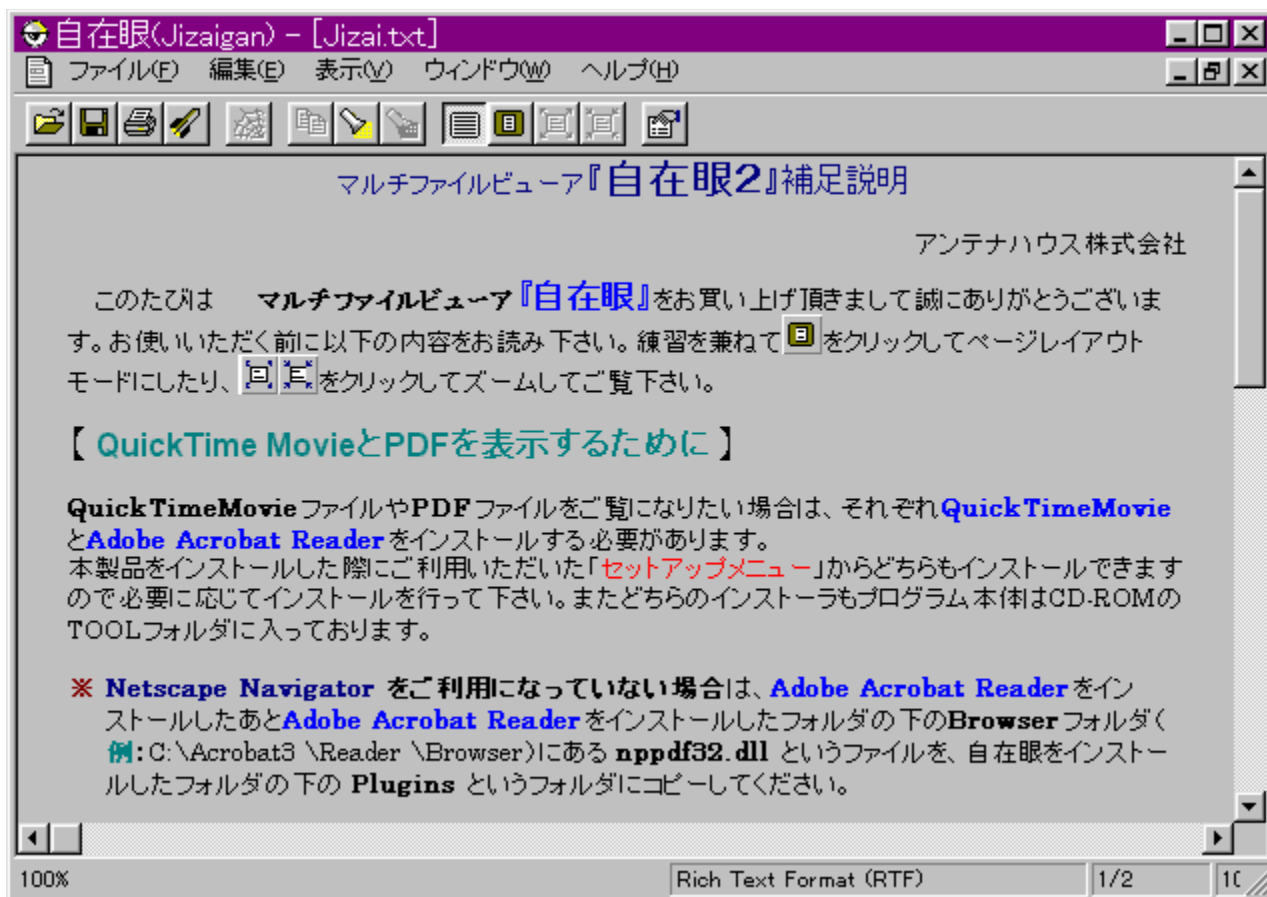 自在眼(Jizaigan) - [Jizai.txt]
ファイル(F) 編集(E) 表示(V) ウィンドウ(W) ヘルプ(H)
マルチファイルビューア『自在眼2』補足説明
アンテナハウス株式会社
このたびは マルチファイルビューア『自在眼』をお買い上げ頂きまして誠にありがとうございま
す。お使いいただく前に以下の内容をお読み下さい。練習を兼ねて をクリックしてページレイアウト
モードにしたり、 をクリックしてズームしてご覧下さい。
【 QuickTime MovieとPDFを表示するために 】
QuickTimeMovieファイルやPDFファイルをご覧になりたい場合は、それぞれQuickTimeMovie
とAdobe Acrobat Readerをインストールする必要があります。
本製品をインストールした際にご利用いただいた「セットアップメニュー」からどちらもインストールできます
ので必要に応じてインストールを行って下さい。またどちらのインストーラもプログラム本体はCD-ROMの
TOOLフォルダに入っております。
※ Netscape Navigator をご利用になっていない場合は、Adobe Acrobat Readerをイン
ストールしたあとAdobe Acrobat Readerをインストールしたフォルダの下のBrowserフォルダ(
例:C:\Acrobat3 \Reader \Browser)にある nppdf32.dll というファイルを、自在眼をインストー
ルしたフォルダの下の Plugins というフォルダにコピーしてください。
100% Rich Text Format (RTF) 1/2